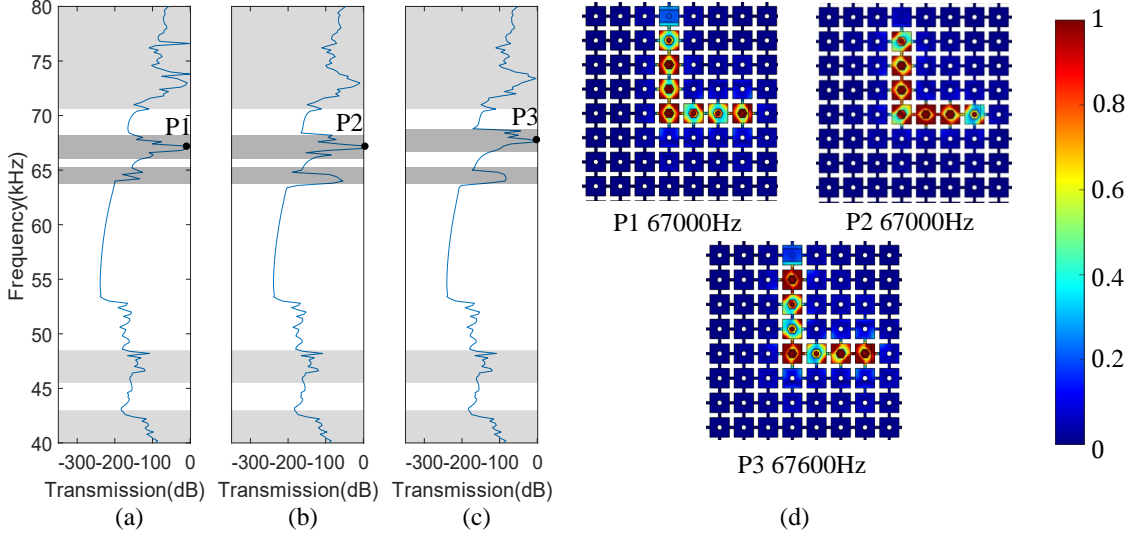 80
75
70
65
60
55
50
45
40
Frequency(kHz)
P1
P2
P3
-300-200-100 0
-300-200-100 0
-300-200-100 0
Transmission(dB)
Transmission(dB)
Transmission(dB)
(a)
(b)
(c)
P1 67000Hz
P2 67000Hz
P3 67600Hz
(d)
1
0.8
0.6
0.4
0.2
0